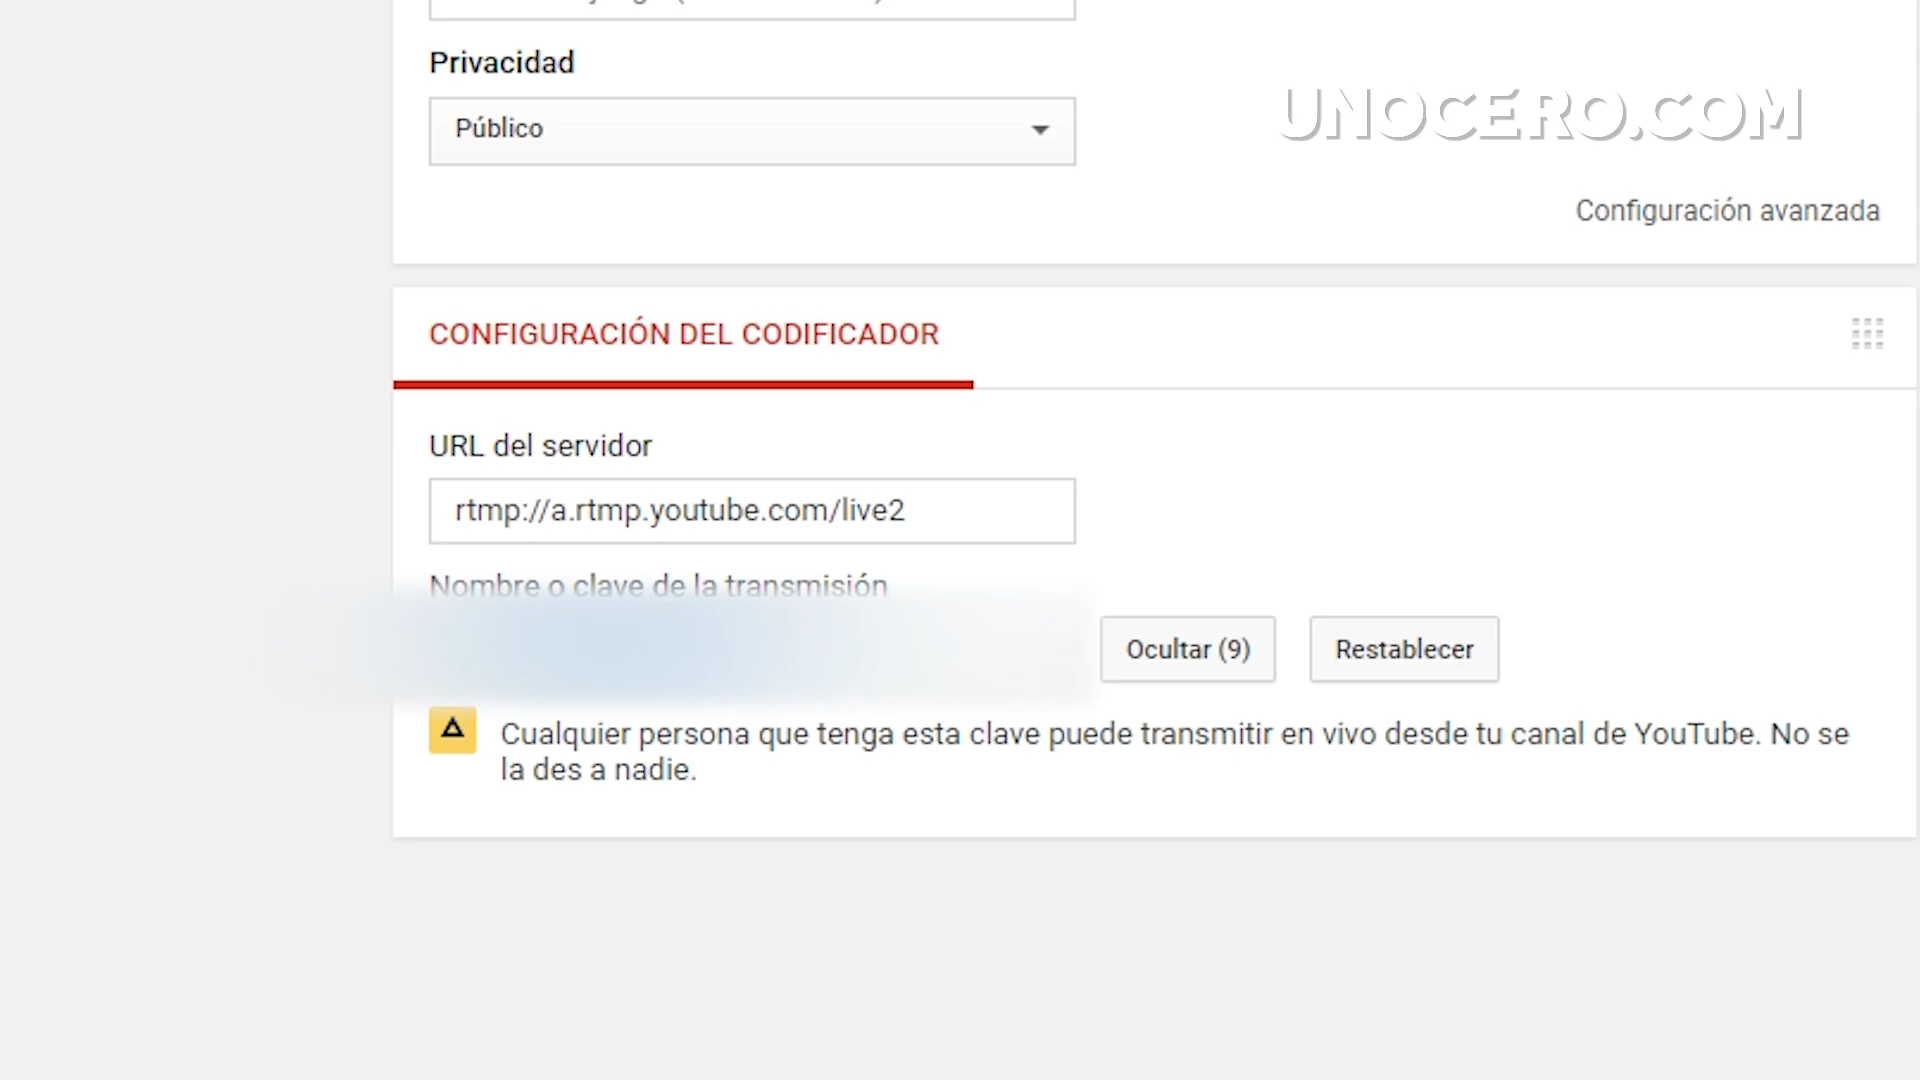 Privacidad
Público
UNOCERO.COM
Configuración avanzada
CONFIGURACIÓN DEL CODIFICADOR
URL del servidor
rtmp://a.rtmp.youtube.com/live2
Nombre o clave de la transmisión
Ocultar (9)
Restablecer
Cualquier persona que tenga esta clave puede transmitir en vivo desde tu canal de YouTube. No se
la des a nadie.